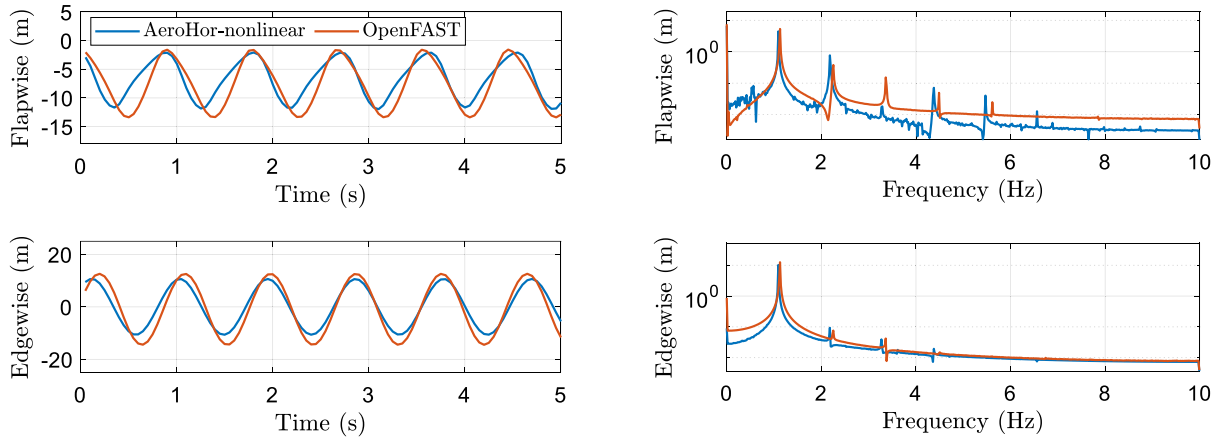 5
0
-5
-10
-15
Flapwise (m)
AeroHor-nonlinear
OpenFAST
0 1 2 3 4 5
Time (s)
10^0
Flapwise (m)
0 2 4 6 8 10
Frequency (Hz)
20
0
-20
Edgewise (m)
0 1 2 3 4 5
Time (s)
10^0
Edgewise (m)
0 2 4 6 8 10
Frequency (Hz)